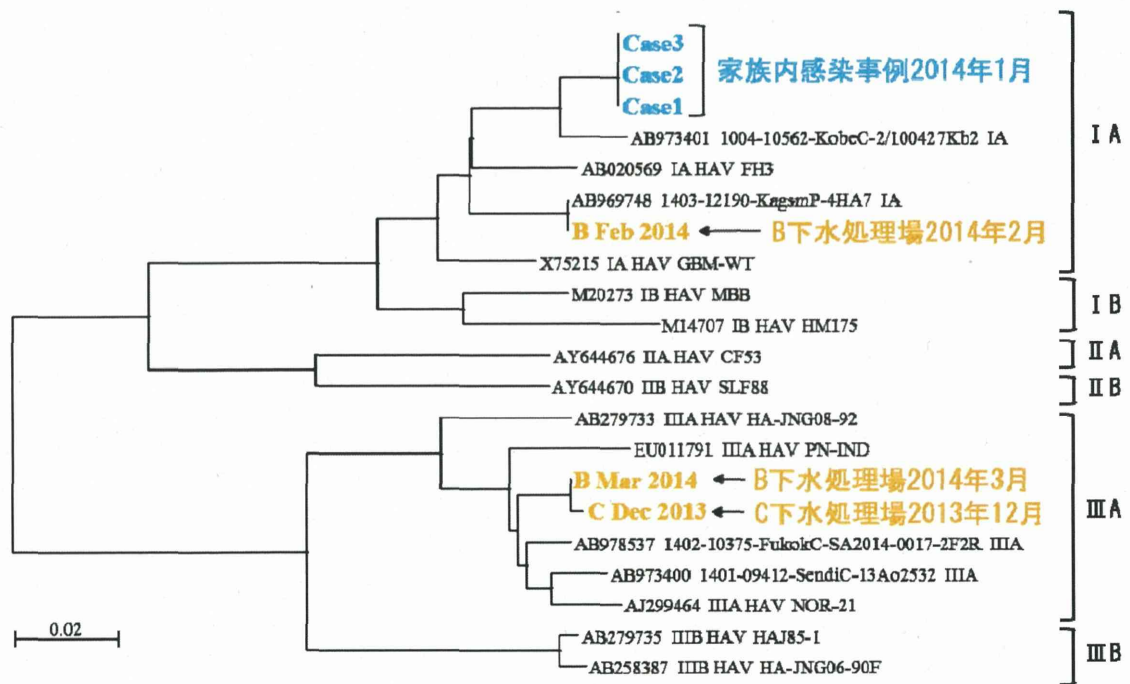 Case3
Case2
家族内感染事例2014年1月
Case1
AB973401 1004-10562-KobeC-2/100427Kb2 IA
ⅠA
AB020569 IA HAV FH3
AB969748 1403-12190-KagsmP-4HA7 IA
B Feb 2014 ← B下水処理場2014年2月
X75215 IA HAV GBM-WT
M20273 IB HAV MBB
ⅠB
M14707 IB HAV HM175
AY644676 IIA HAV CF53
ⅡA
AY644670 IIB HAV SLF88
ⅡB
AB279733 IIIA HAV HA-JNG08-92
EU011791 IIIA HAV PN-IND
B Mar 2014 ← B下水処理場2014年3月
C Dec 2013 ← C下水処理場2013年12月
ⅢA
AB978537 1402-10375-FukokC-SA2014-0017-2F2R IIIA
AB973400 1401-09412-SendiC-13Ao2532 IIIA
AJ299464 IIIA HAV NOR-21
0.02
AB279735 IIIB HAV HAJ85-1
ⅢB
AB258387 IIIB HAV HA-JNG06-90F